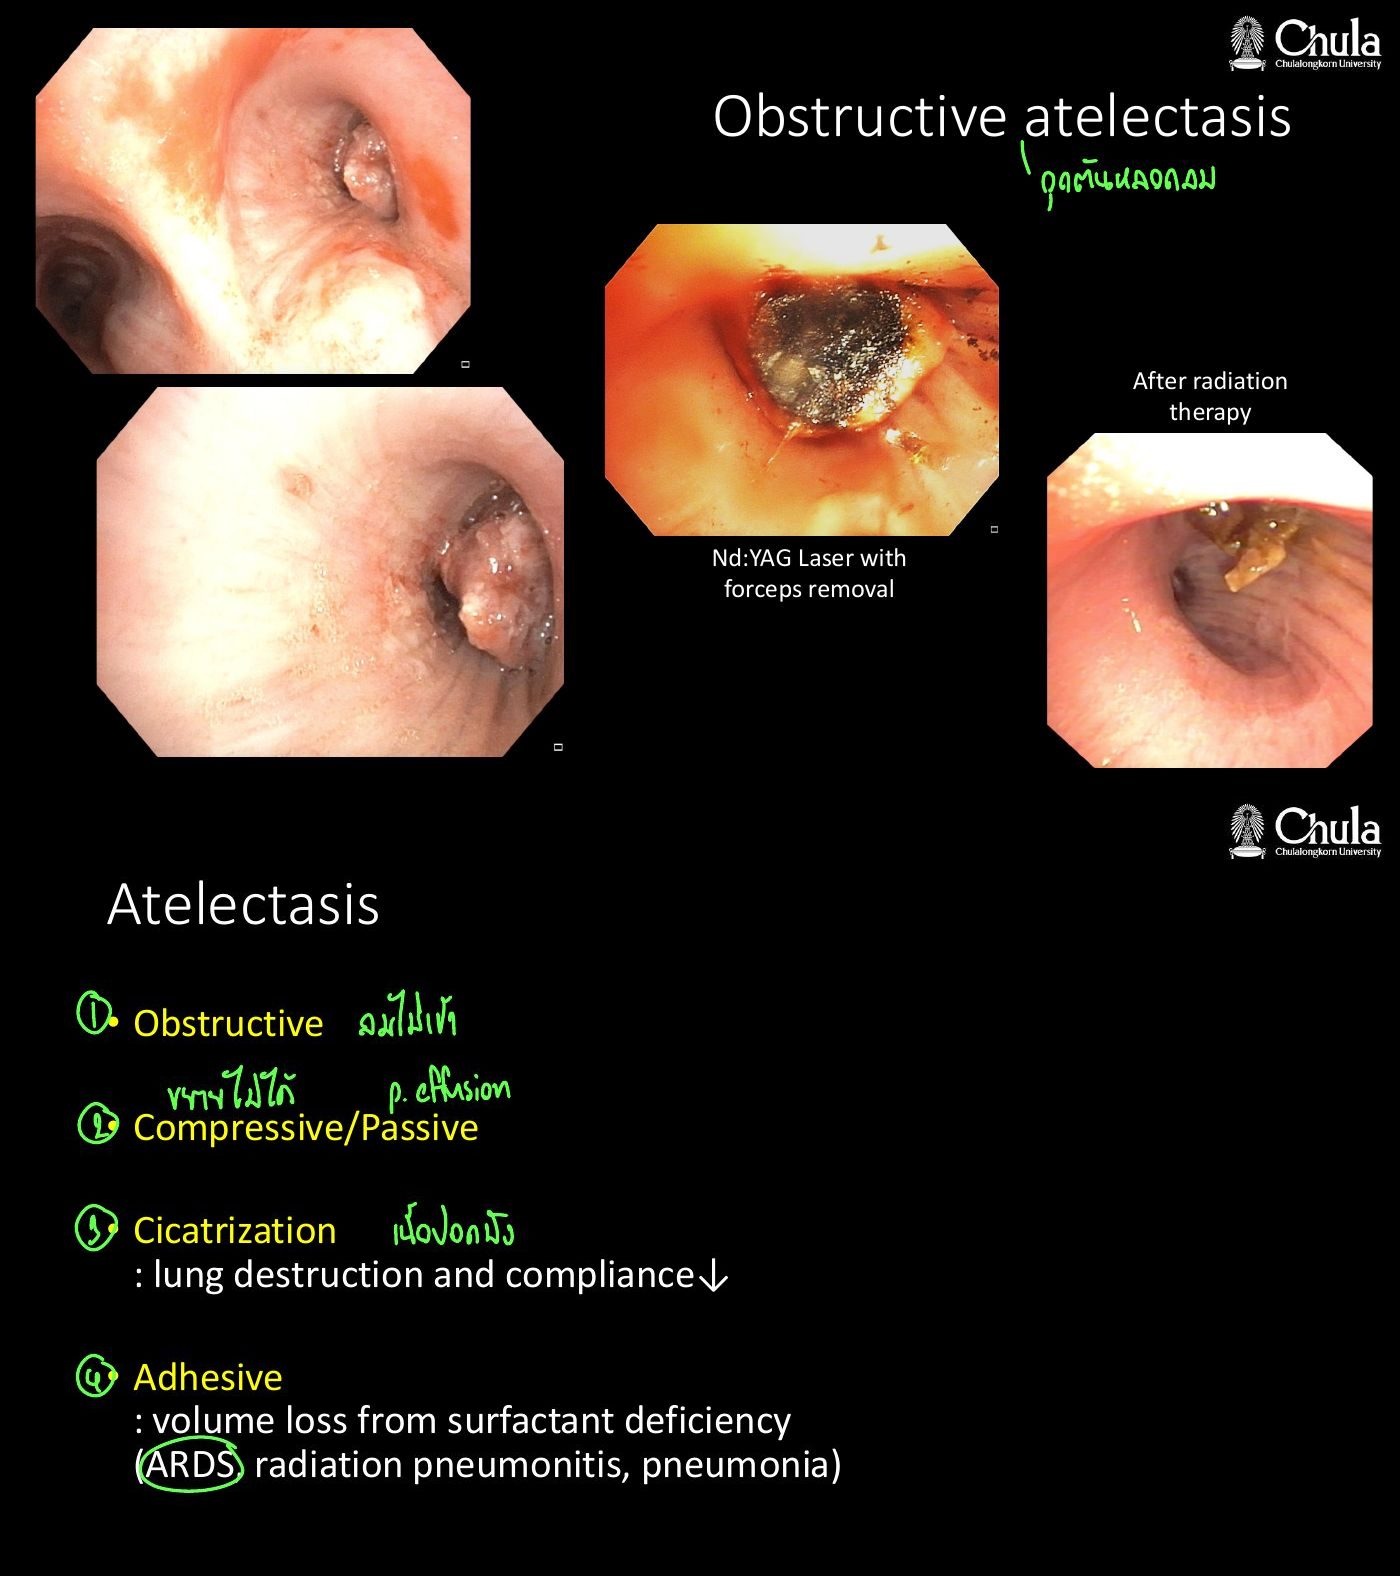 Chula
Chulalongkorn University
Obstructive atelectasis
อุดตันหลอดลม
After radiation
therapy
Nd:YAG Laser with
forceps removal
Chula
Chulalongkorn University
Atelectasis
① • Obstructive ลมไม่เข้า
ขยายไม่ได้ p. effusion
② • Compressive/Passive
③ • Cicatrization เนื้อปอดพัง
: lung destruction and compliance↓
④ • Adhesive
: volume loss from surfactant deficiency
(ARDS, radiation pneumonitis, pneumonia)